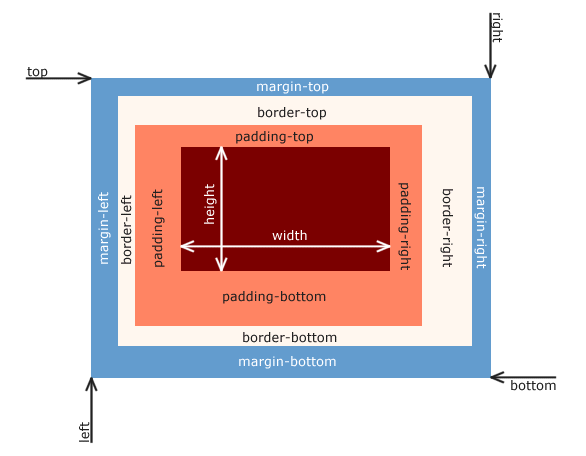 right
top
margin-top
border-top
padding-top
margin-left
border-left
padding-left
height
width
padding-right
border-right
margin-right
padding-bottom
border-bottom
margin-bottom
bottom
left